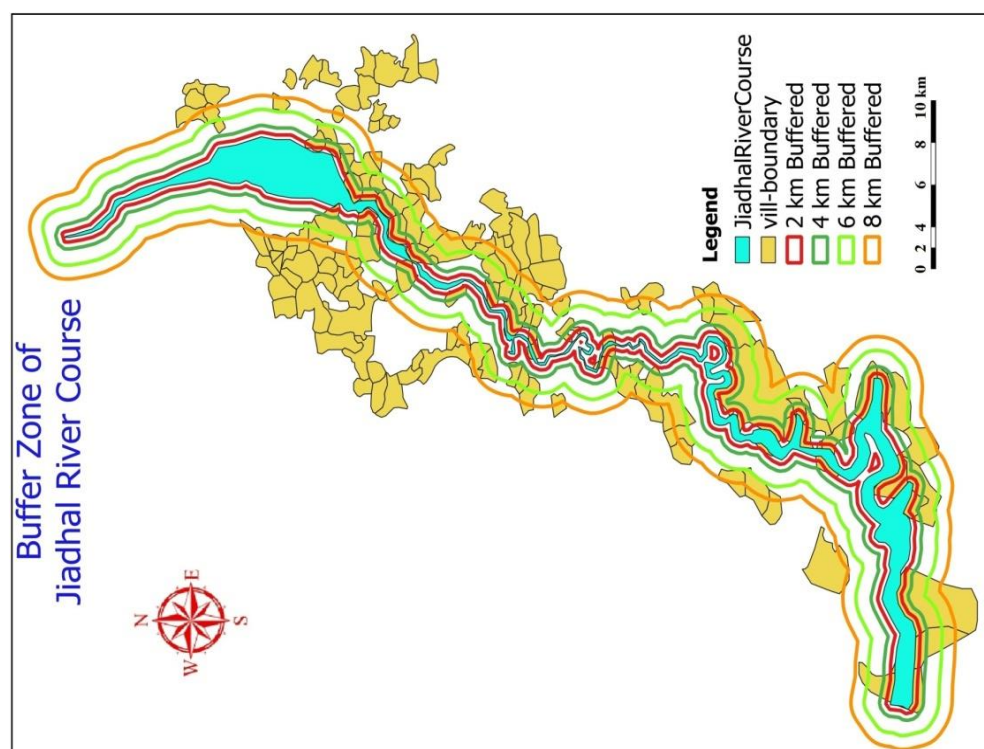 Buffer Zone of
Jiadhal River Course
N
W E
S
Legend
JiadhalRiverCourse
vill-boundary
2 km Buffered
4 km Buffered
6 km Buffered
8 km Buffered
0 2 4 6 8 10 km